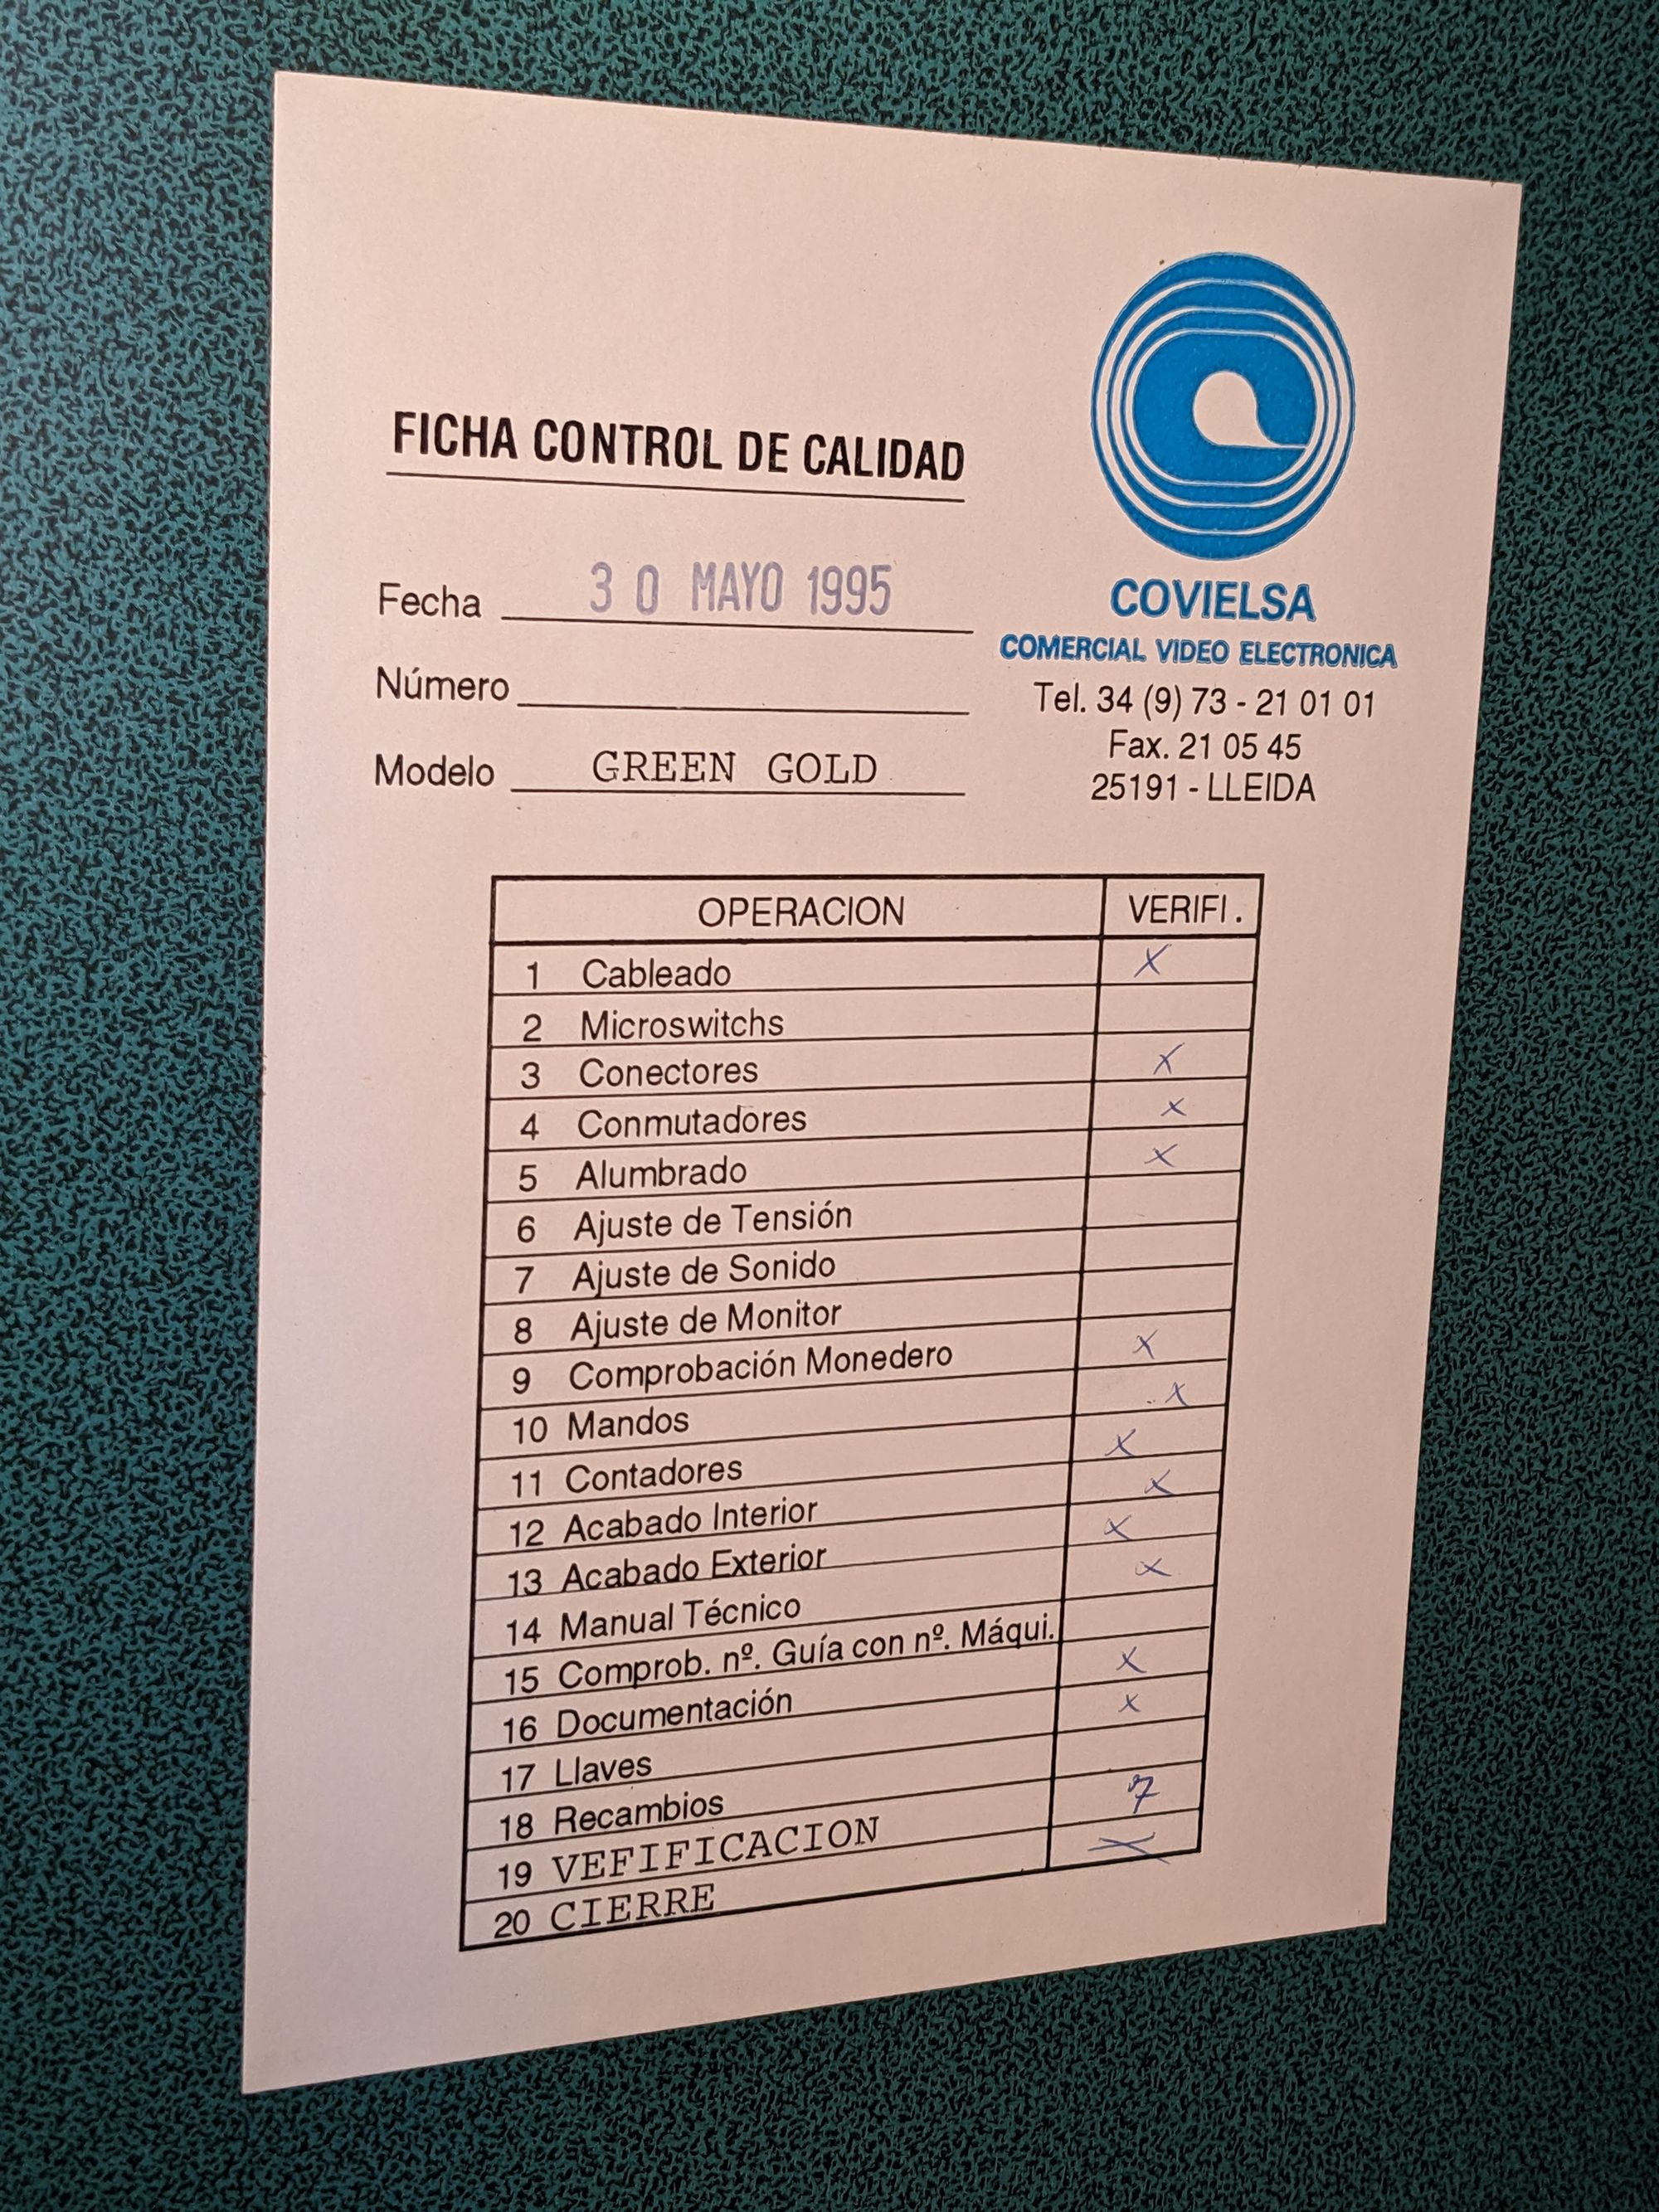 FICHA CONTROL DE CALIDAD
Fecha 30 MAYO 1995
Número
Modelo GREEN GOLD
COVIELSA
COMERCIAL VIDEO ELECTRONICA
Tel. 34 (9) 73 - 21 01 01
Fax. 21 05 45
25191 - LLEIDA
OPERACION VERIFI.
1 Cableado X
2 Microswitchs
3 Conectores X
4 Conmutadores X
5 Alumbrado X
6 Ajuste de Tensión
7 Ajuste de Sonido
8 Ajuste de Monitor
9 Comprobación Monedero X
10 Mandos X
11 Contadores X
12 Acabado Interior X
13 Acabado Exterior X
14 Manual Técnico X
15 Comprob. nº. Guía con nº. Máqui.
16 Documentación X
17 Llaves X
18 Recambios
19 VEFIFICACION 7
20 CIERRE X